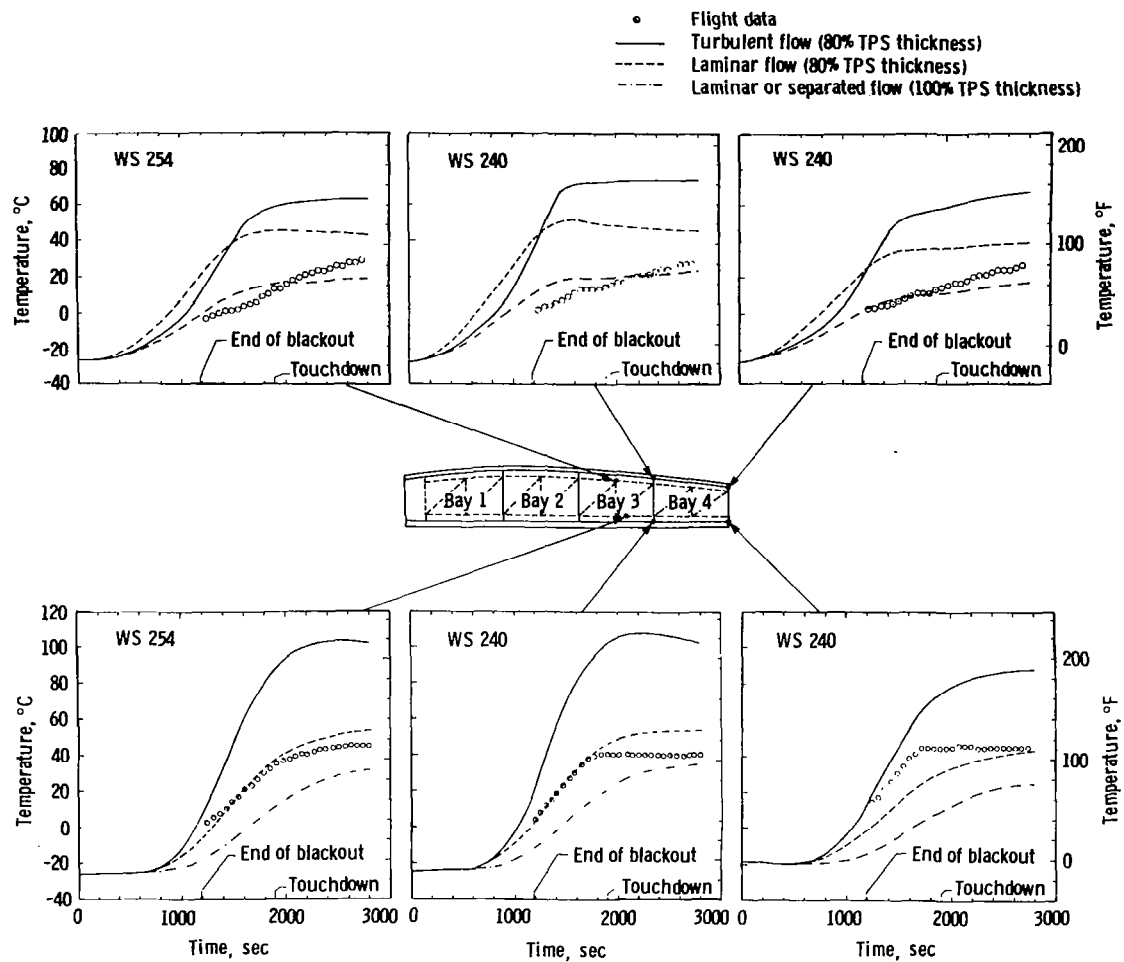 Flight data
Turbulent flow (80% TPS thickness)
Laminar flow (80% TPS thickness)
Laminar or separated flow (100% TPS thickness)
100
80
60
40
20
0
-20
-40
Temperature, °C
WS 254
End of blackout
Touchdown
WS 240
End of blackout
Touchdown
WS 240
End of blackout
Touchdown
200
100
0
Temperature, °F
Bay 1
Bay 2
Bay 3
Bay 4
120
100
80
60
40
20
0
-20
-40
Temperature, °C
WS 254
End of blackout
Touchdown
WS 240
End of blackout
Touchdown
WS 240
End of blackout
Touchdown
200
100
0
Temperature, °F
0 1000 2000 3000
0 1000 2000 3000
0 1000 2000 3000
Time, sec
Time, sec
Time, sec